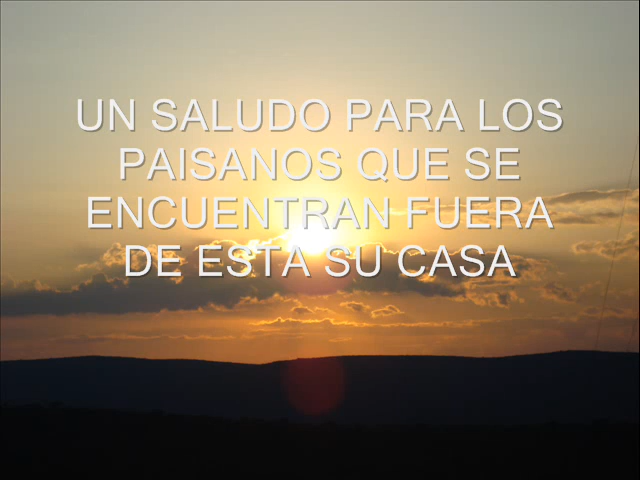 UN SALUDO PARA LOS
PAISANOS QUE SE
ENCUENTRAN FUERA
DE ESTA SU CASA